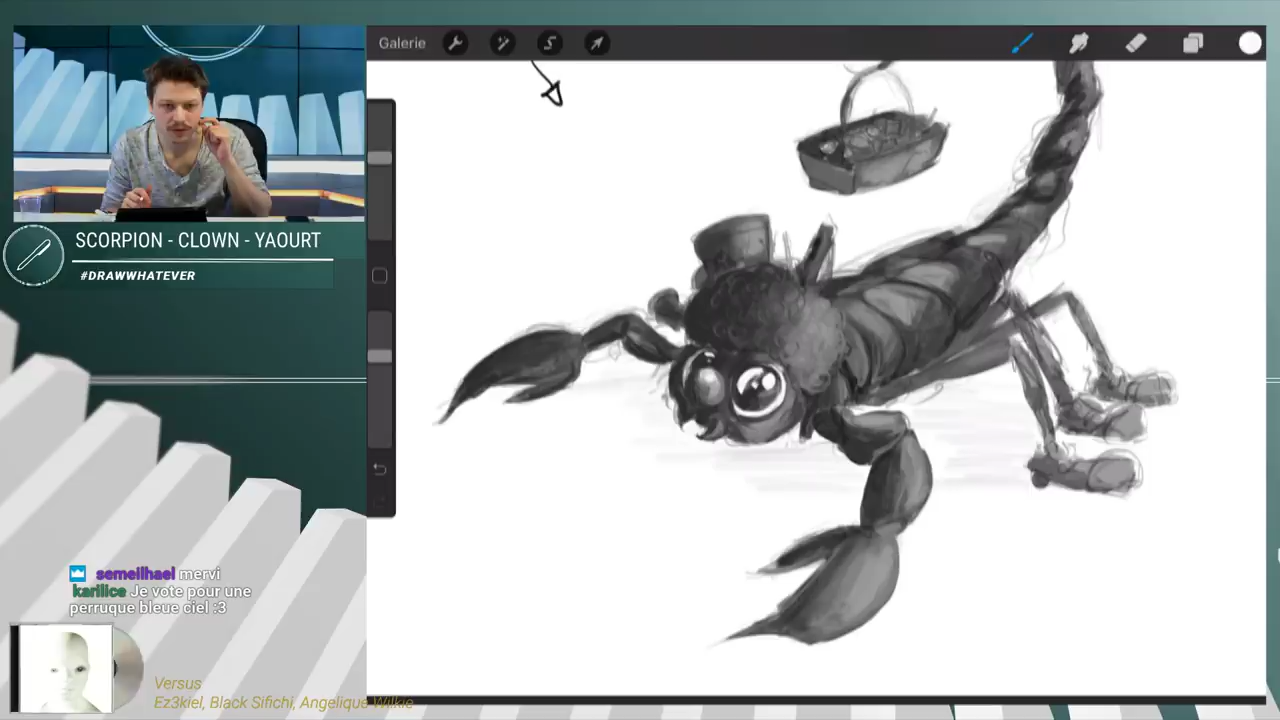 Galerie
SCORPION - CLOWN - YAOURT
#DRAWWHATEVER
semeilhael mervi
karilice Je vote pour une
perruque bleue ciel :3
Versus
Ez3kiel, Black Sifichi, Angelique Wilkie